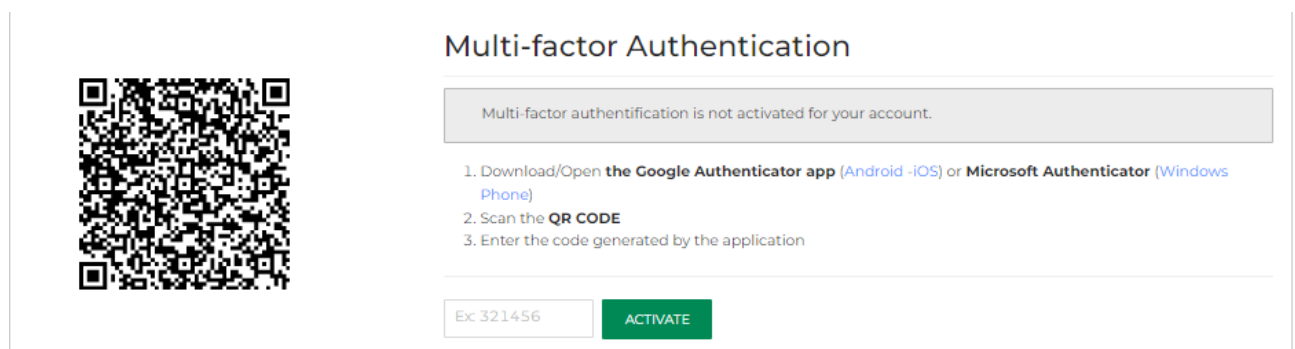 Multi-factor Authentication
Multi-factor authentification is not activated for your account.
1. Download/Open the Google Authenticator app (Android -iOS) or Microsoft Authenticator (Windows
Phone)
2. Scan the QR CODE
3. Enter the code generated by the application
Ex: 321456
ACTIVATE